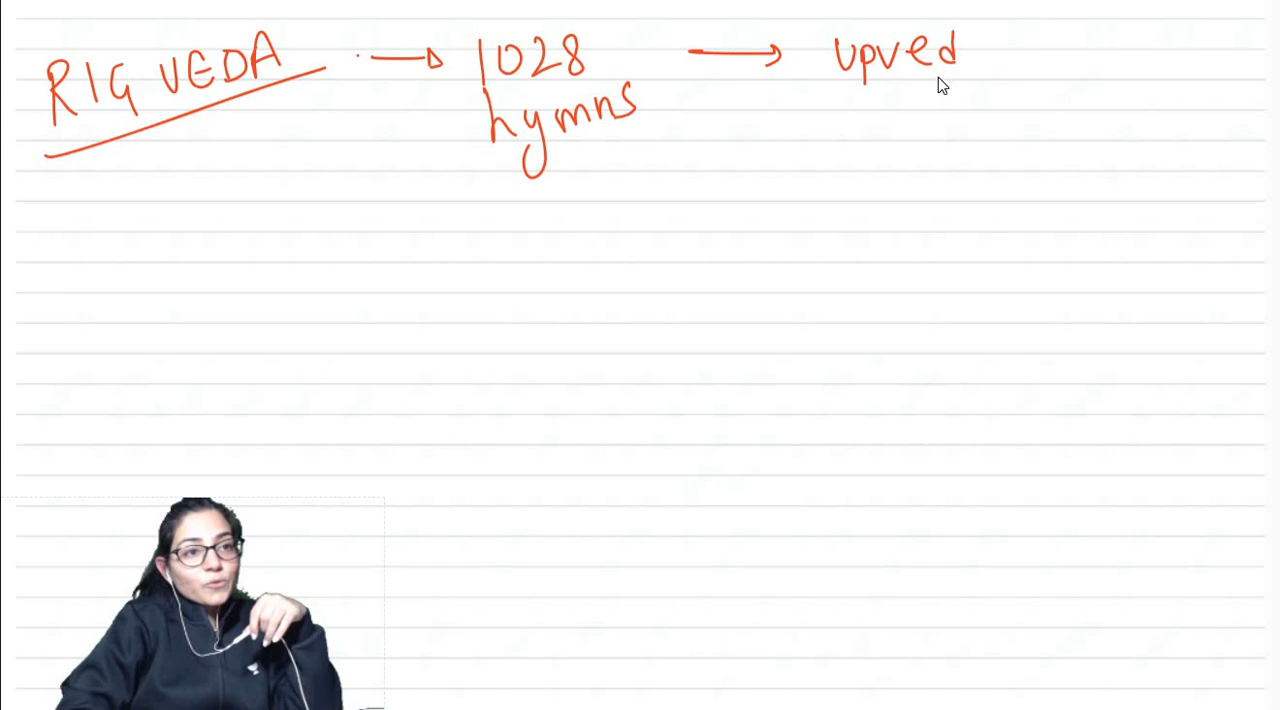 RIG VEDA → 1028 → upved
hymns